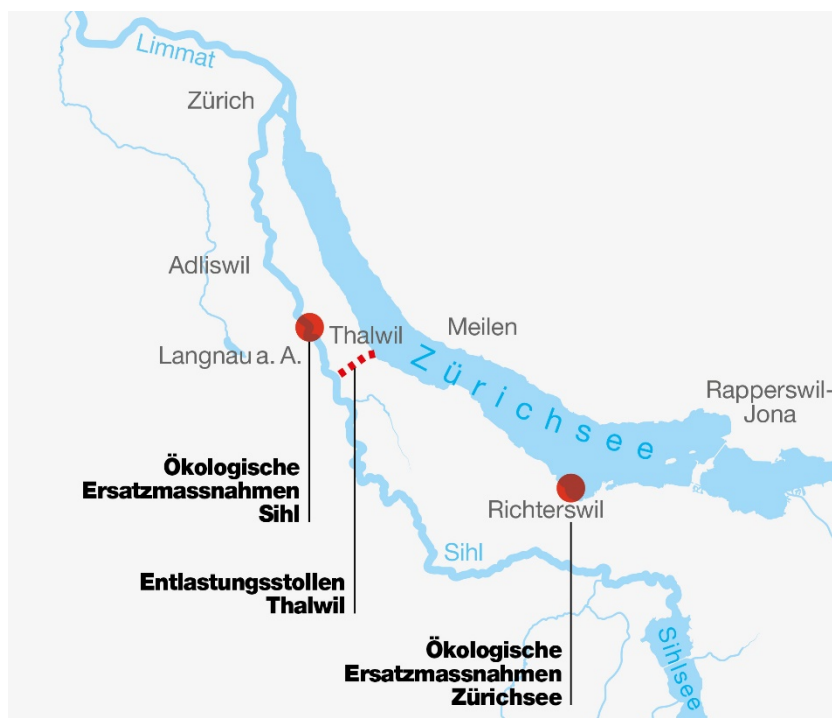 Limmat
Zürich
Adliswil
Thalwil
Meilen
Langnau a. A.
Zürichsee
Rapperswil-
Jona
Ökologische
Ersatzmassnahmen
Sihl
Richterswil
Sihl
Entlastungsstollen
Thalwil
Ökologische
Ersatzmassnahmen
Zürichsee
Sihlsee